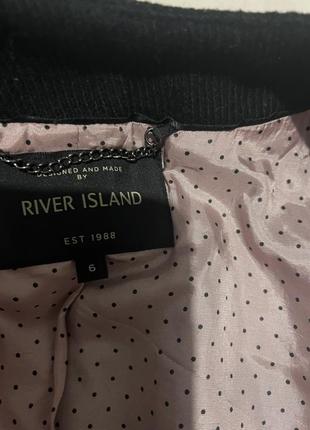 DESIGNED AND MADE
BY
RIVER ISLAND
EST 1988
6